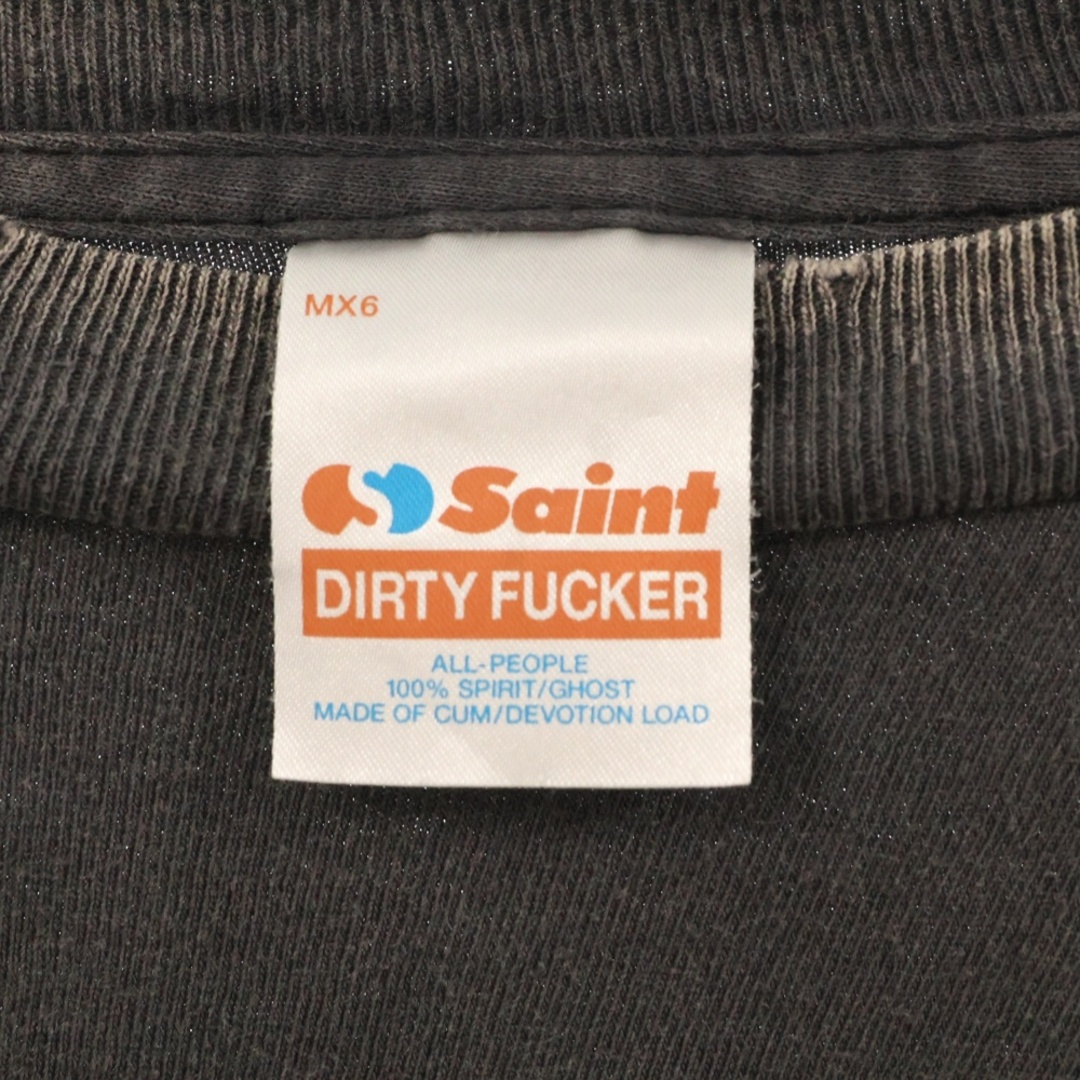 MX6
Saint
DIRTY FUCKER
ALL-PEOPLE
100% SPIRIT/GHOST
MADE OF CUM/DEVOTION LOAD